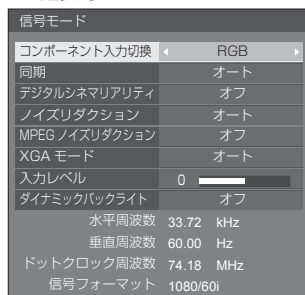 信号モード
コンポーネント入力切換 RGB
同期 オート
デジタルシネマリアリティ オフ
ノイズリダクション オート
MPEG ノイズリダクション オフ
XGA モード オート
入力レベル 0
ダイナミックバックライト オフ
水平周波数 33.72 kHz
垂直周波数 60.00 Hz
ドットクロック周波数 74.18 MHz
信号フォーマット 1080/60i